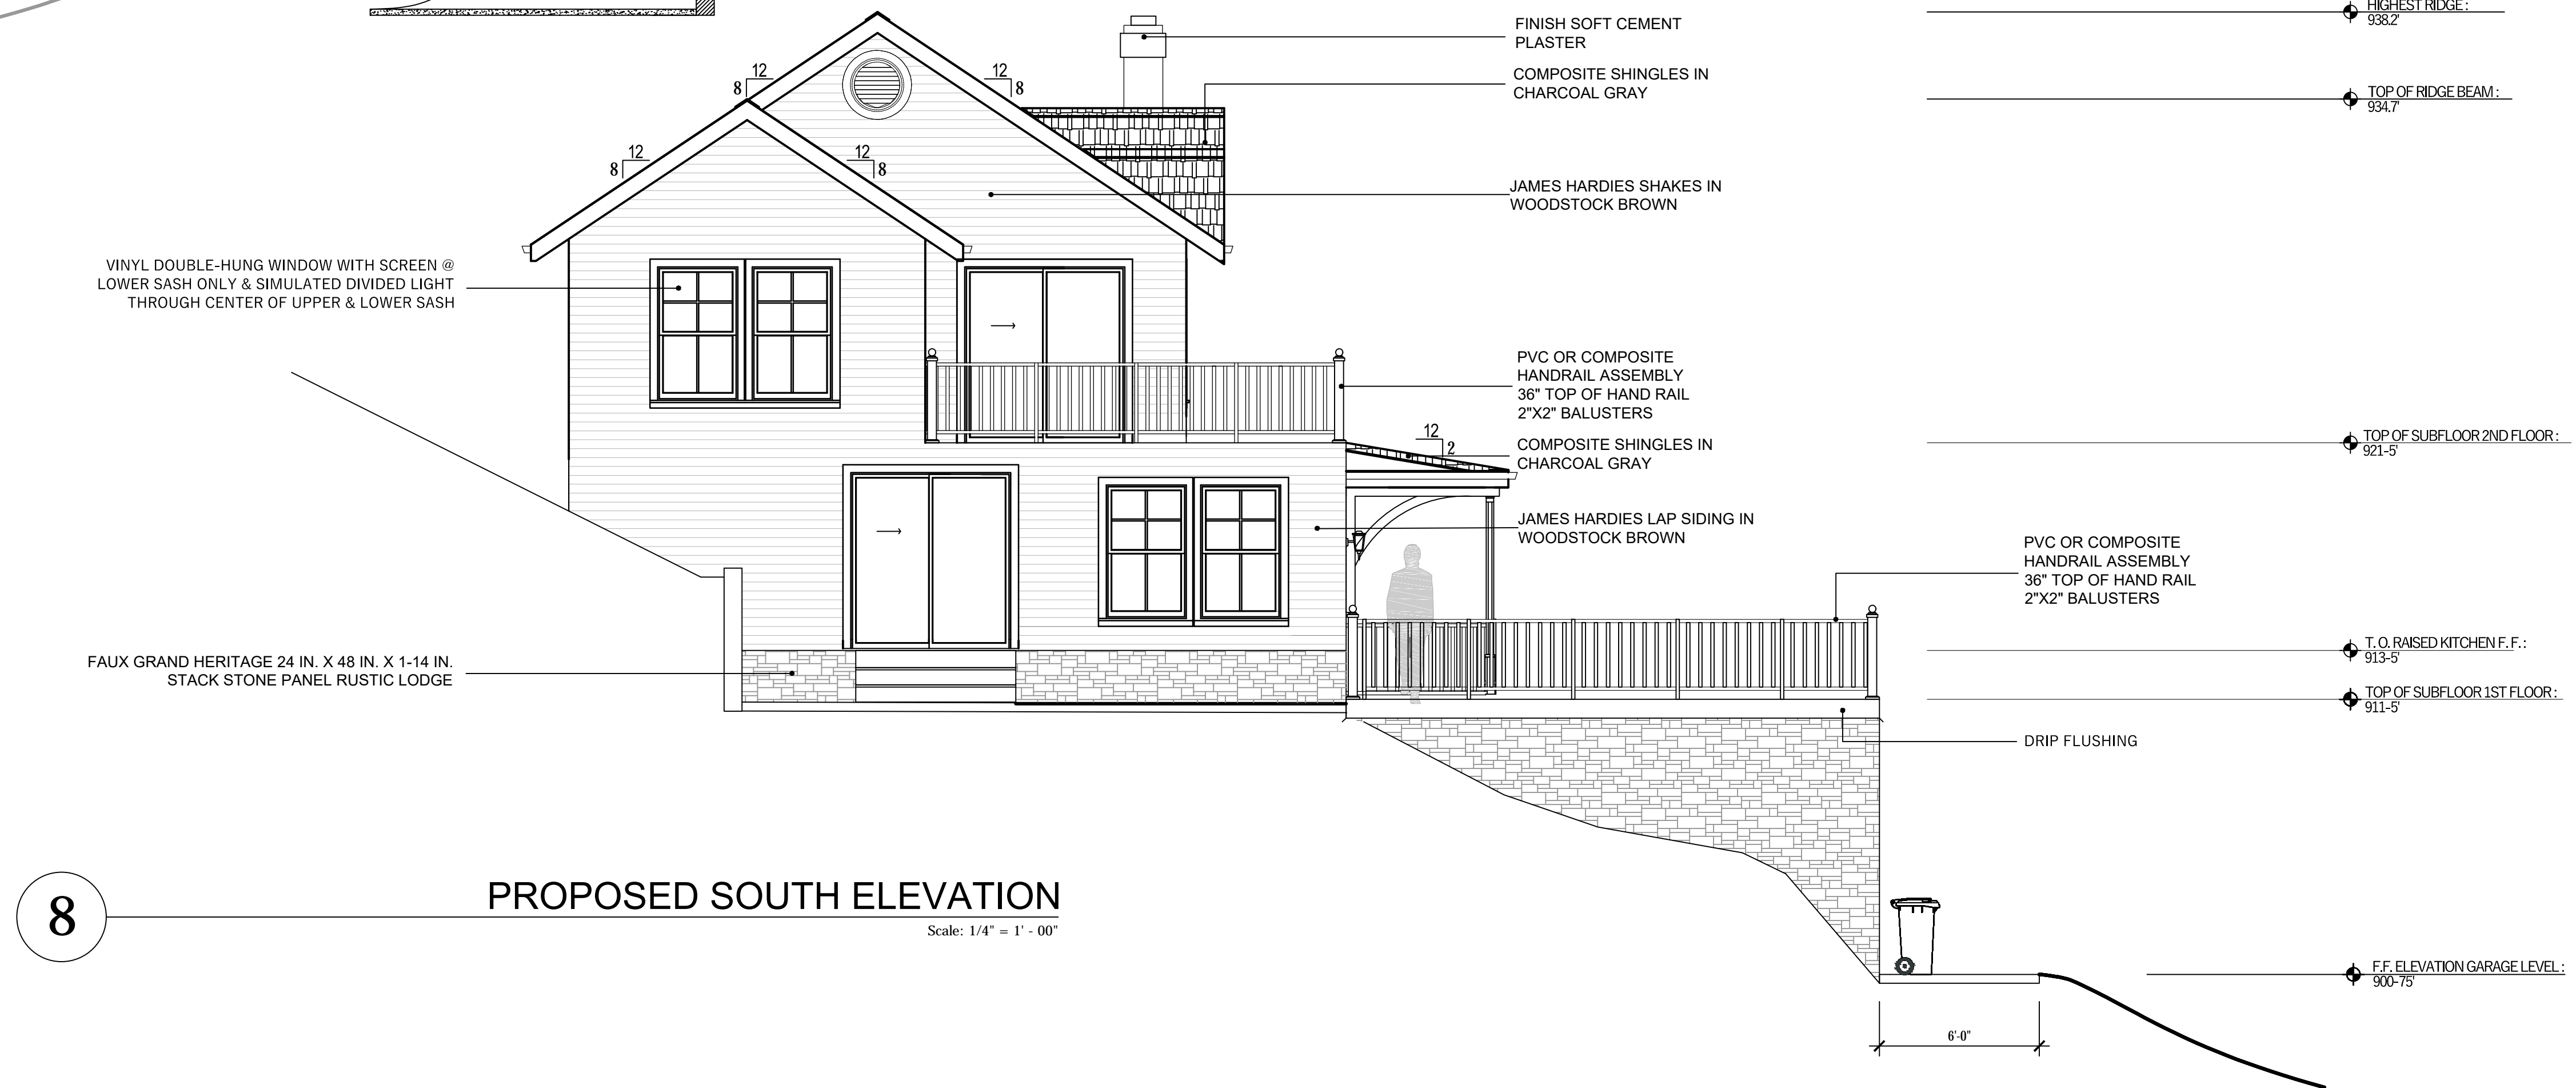 HIGHEST RIDGE :
938.2'
FINISH SOFT CEMENT
PLASTER
COMPOSITE SHINGLES IN
CHARCOAL GRAY
12
8
12
8
TOP OF RIDGE BEAM :
934.7'
12
8
12
8
JAMES HARDIES SHAKES IN
WOODSTOCK BROWN
VINYL DOUBLE-HUNG WINDOW WITH SCREEN @
LOWER SASH ONLY & SIMULATED DIVIDED LIGHT
THROUGH CENTER OF UPPER & LOWER SASH
PVC OR COMPOSITE
HANDRAIL ASSEMBLY
36" TOP OF HAND RAIL
2"X2" BALUSTERS
12
2
COMPOSITE SHINGLES IN
CHARCOAL GRAY
TOP OF SUBFLOOR 2ND FLOOR :
921-5'
JAMES HARDIES LAP SIDING IN
WOODSTOCK BROWN
PVC OR COMPOSITE
HANDRAIL ASSEMBLY
36" TOP OF HAND RAIL
2"X2" BALUSTERS
FAUX GRAND HERITAGE 24 IN. X 48 IN. X 1-14 IN.
STACK STONE PANEL RUSTIC LODGE
T. O. RAISED KITCHEN F. F. :
913-5'
TOP OF SUBFLOOR 1ST FLOOR :
911-5'
DRIP FLUSHING
8
PROPOSED SOUTH ELEVATION
Scale: 1/4" = 1' - 00"
F.F. ELEVATION GARAGE LEVEL :
900-75'
6'-0"